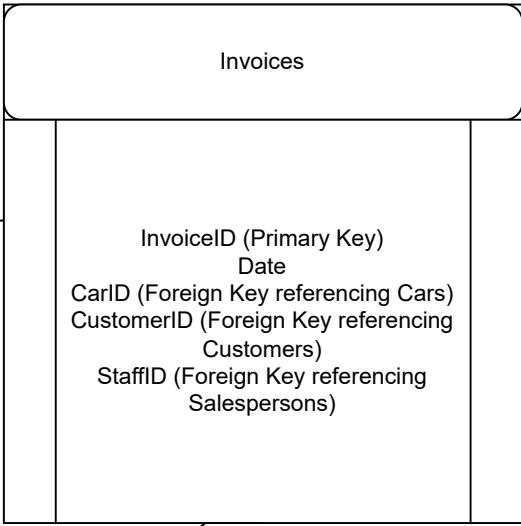 Invoices
InvoiceID (Primary Key)
Date
CarID (Foreign Key referencing Cars)
CustomerID (Foreign Key referencing
Customers)
StaffID (Foreign Key referencing
Salespersons)